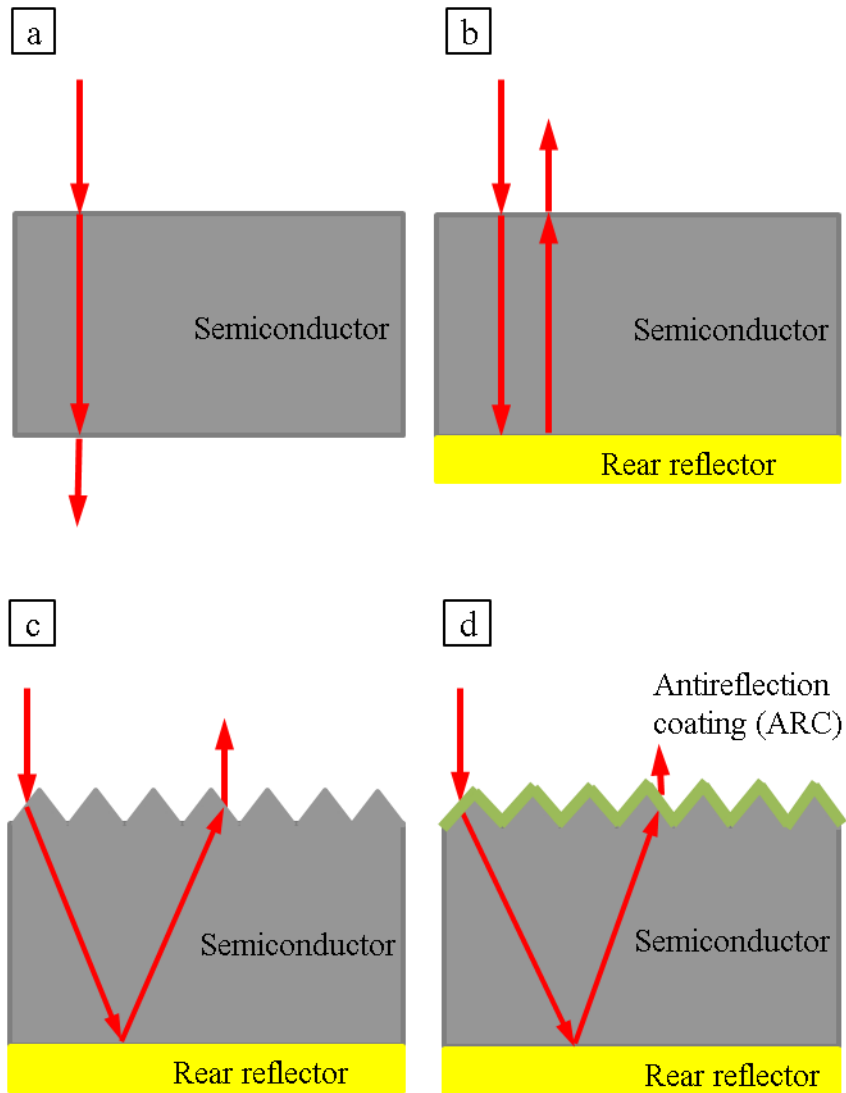 a
b
Semiconductor
Semiconductor
Rear reflector
c
d
Antireflection
coating (ARC)
Semiconductor
Semiconductor
Rear reflector
Rear reflector